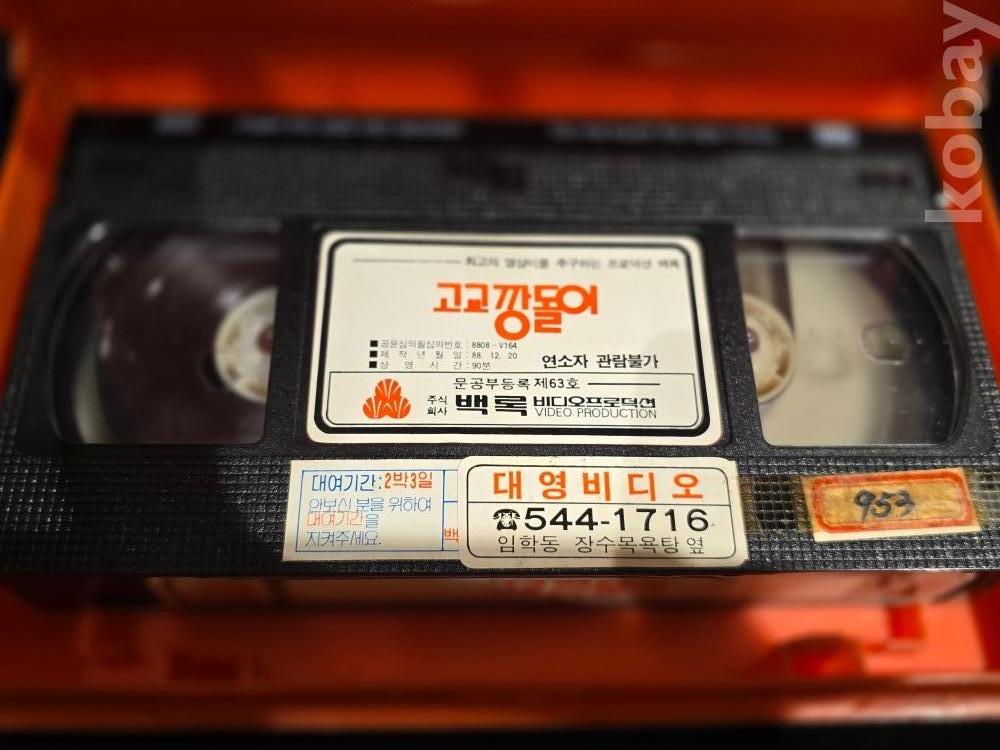 kobay
최고의 영상미를 추구하는 프로덕션 백록
고교깡돌이
■공윤심의필심의번호 : 8808-V164
■제작년월일 : 88. 12. 20
■상영시간 : 90분
연소자 관람불가
문공부등록 제63호
주식회사 백록 비디오프로덕션
VIDEO PRODUCTION
대여기간:2박3일
안보신 분을 위하여
대여기간을
지켜주세요.
백
대영비디오
☎544-1716
임학동 장수목욕탕 옆
953